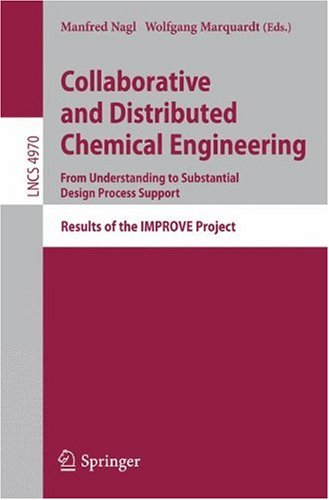 Manfred Nagl Wolfgang Marquardt (Eds.)
LNCS 4970
Collaborative
and Distributed
Chemical Engineering
From Understanding to Substantial
Design Process Support
Results of the IMPROVE Project
Springer